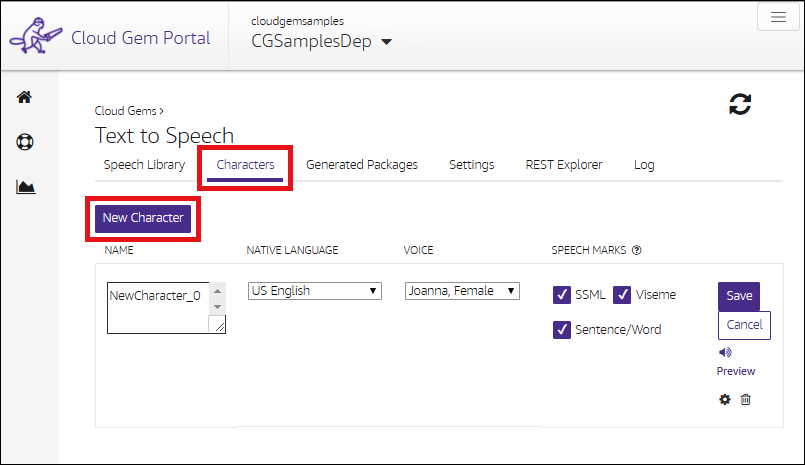 Cloud Gem Portal
cloudgemsamples
CGSamplesDep
Cloud Gems >
Text to Speech
Speech Library Characters Generated Packages Settings REST Explorer Log
New Character
NAME NATIVE LANGUAGE VOICE SPEECH MARKS ?
NewCharacter_0 US English Joanna, Female SSML Viseme Save
Sentence/Word Cancel
Preview